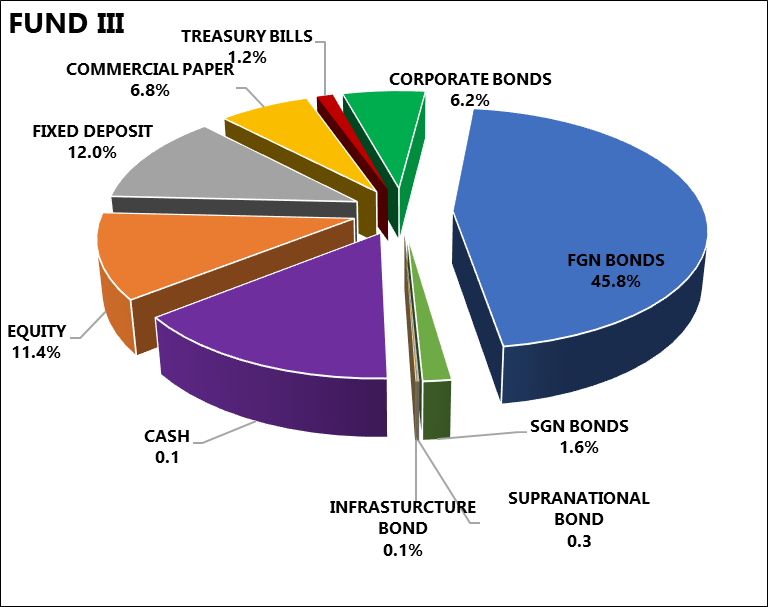 FUND III
TREASURY BILLS
1.2%
COMMERCIAL PAPER
6.8%
CORPORATE BONDS
6.2%
FIXED DEPOSIT
12.0%
FGN BONDS
45.8%
EQUITY
11.4%
CASH
0.1
SGN BONDS
1.6%
INFRASTURCTURE
BOND
0.1%
SUPRANATIONAL
BOND
0.3